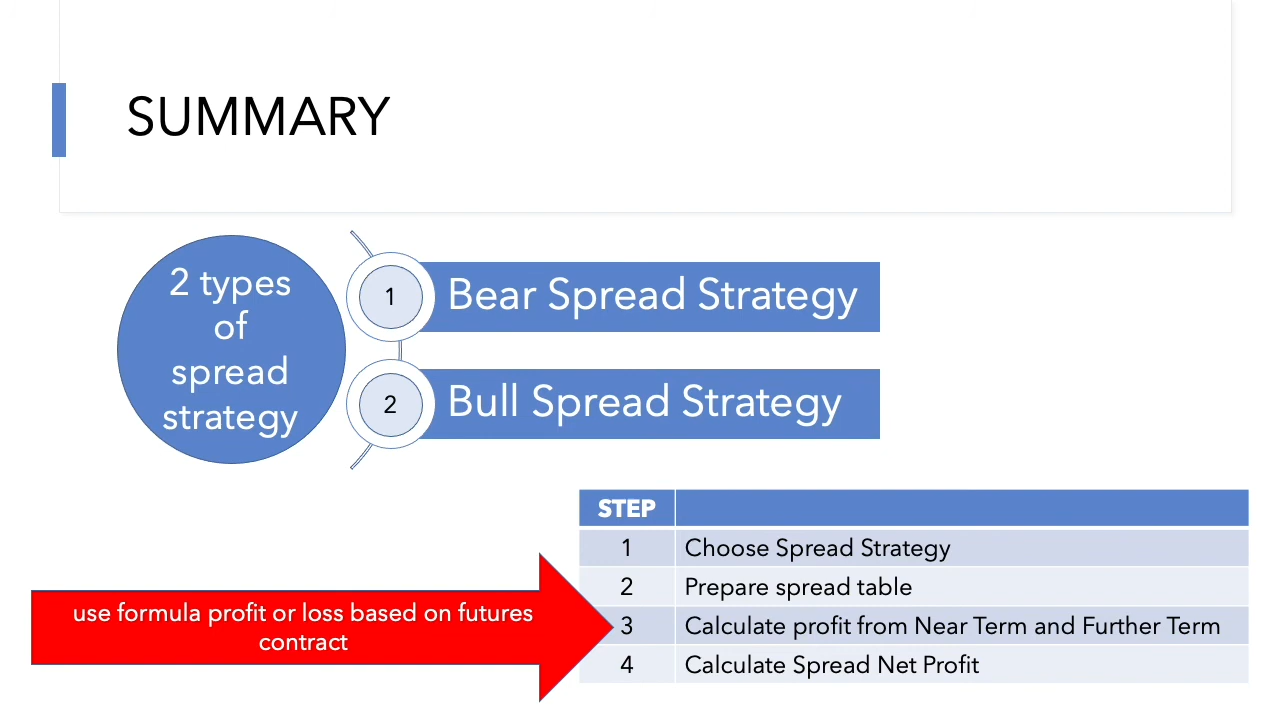 SUMMARY
2 types
of
spread
strategy
1
Bear Spread Strategy
2
Bull Spread Strategy
STEP
1 Choose Spread Strategy
2 Prepare spread table
3 Calculate profit from Near Term and Further Term
4 Calculate Spread Net Profit
use formula profit or loss based on futures
contract